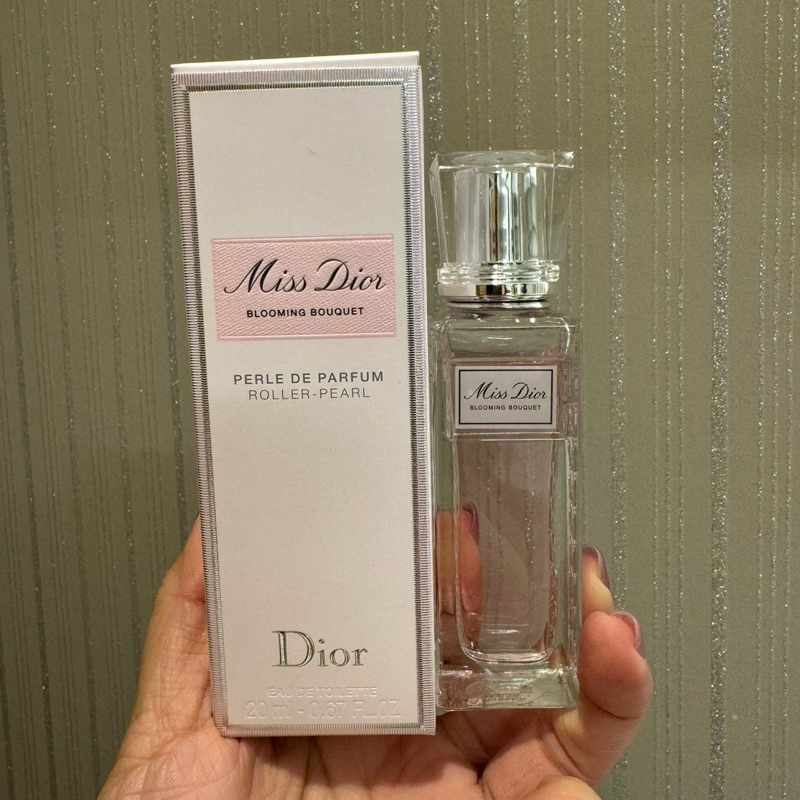 Miss Dior
BLOOMING BOUQUET
PERLE DE PARFUM
ROLLER-PEARL
Dior
EAU DE TOILETTE
20 ml - 0.67 FL.OZ
Miss Dior
BLOOMING BOUQUET